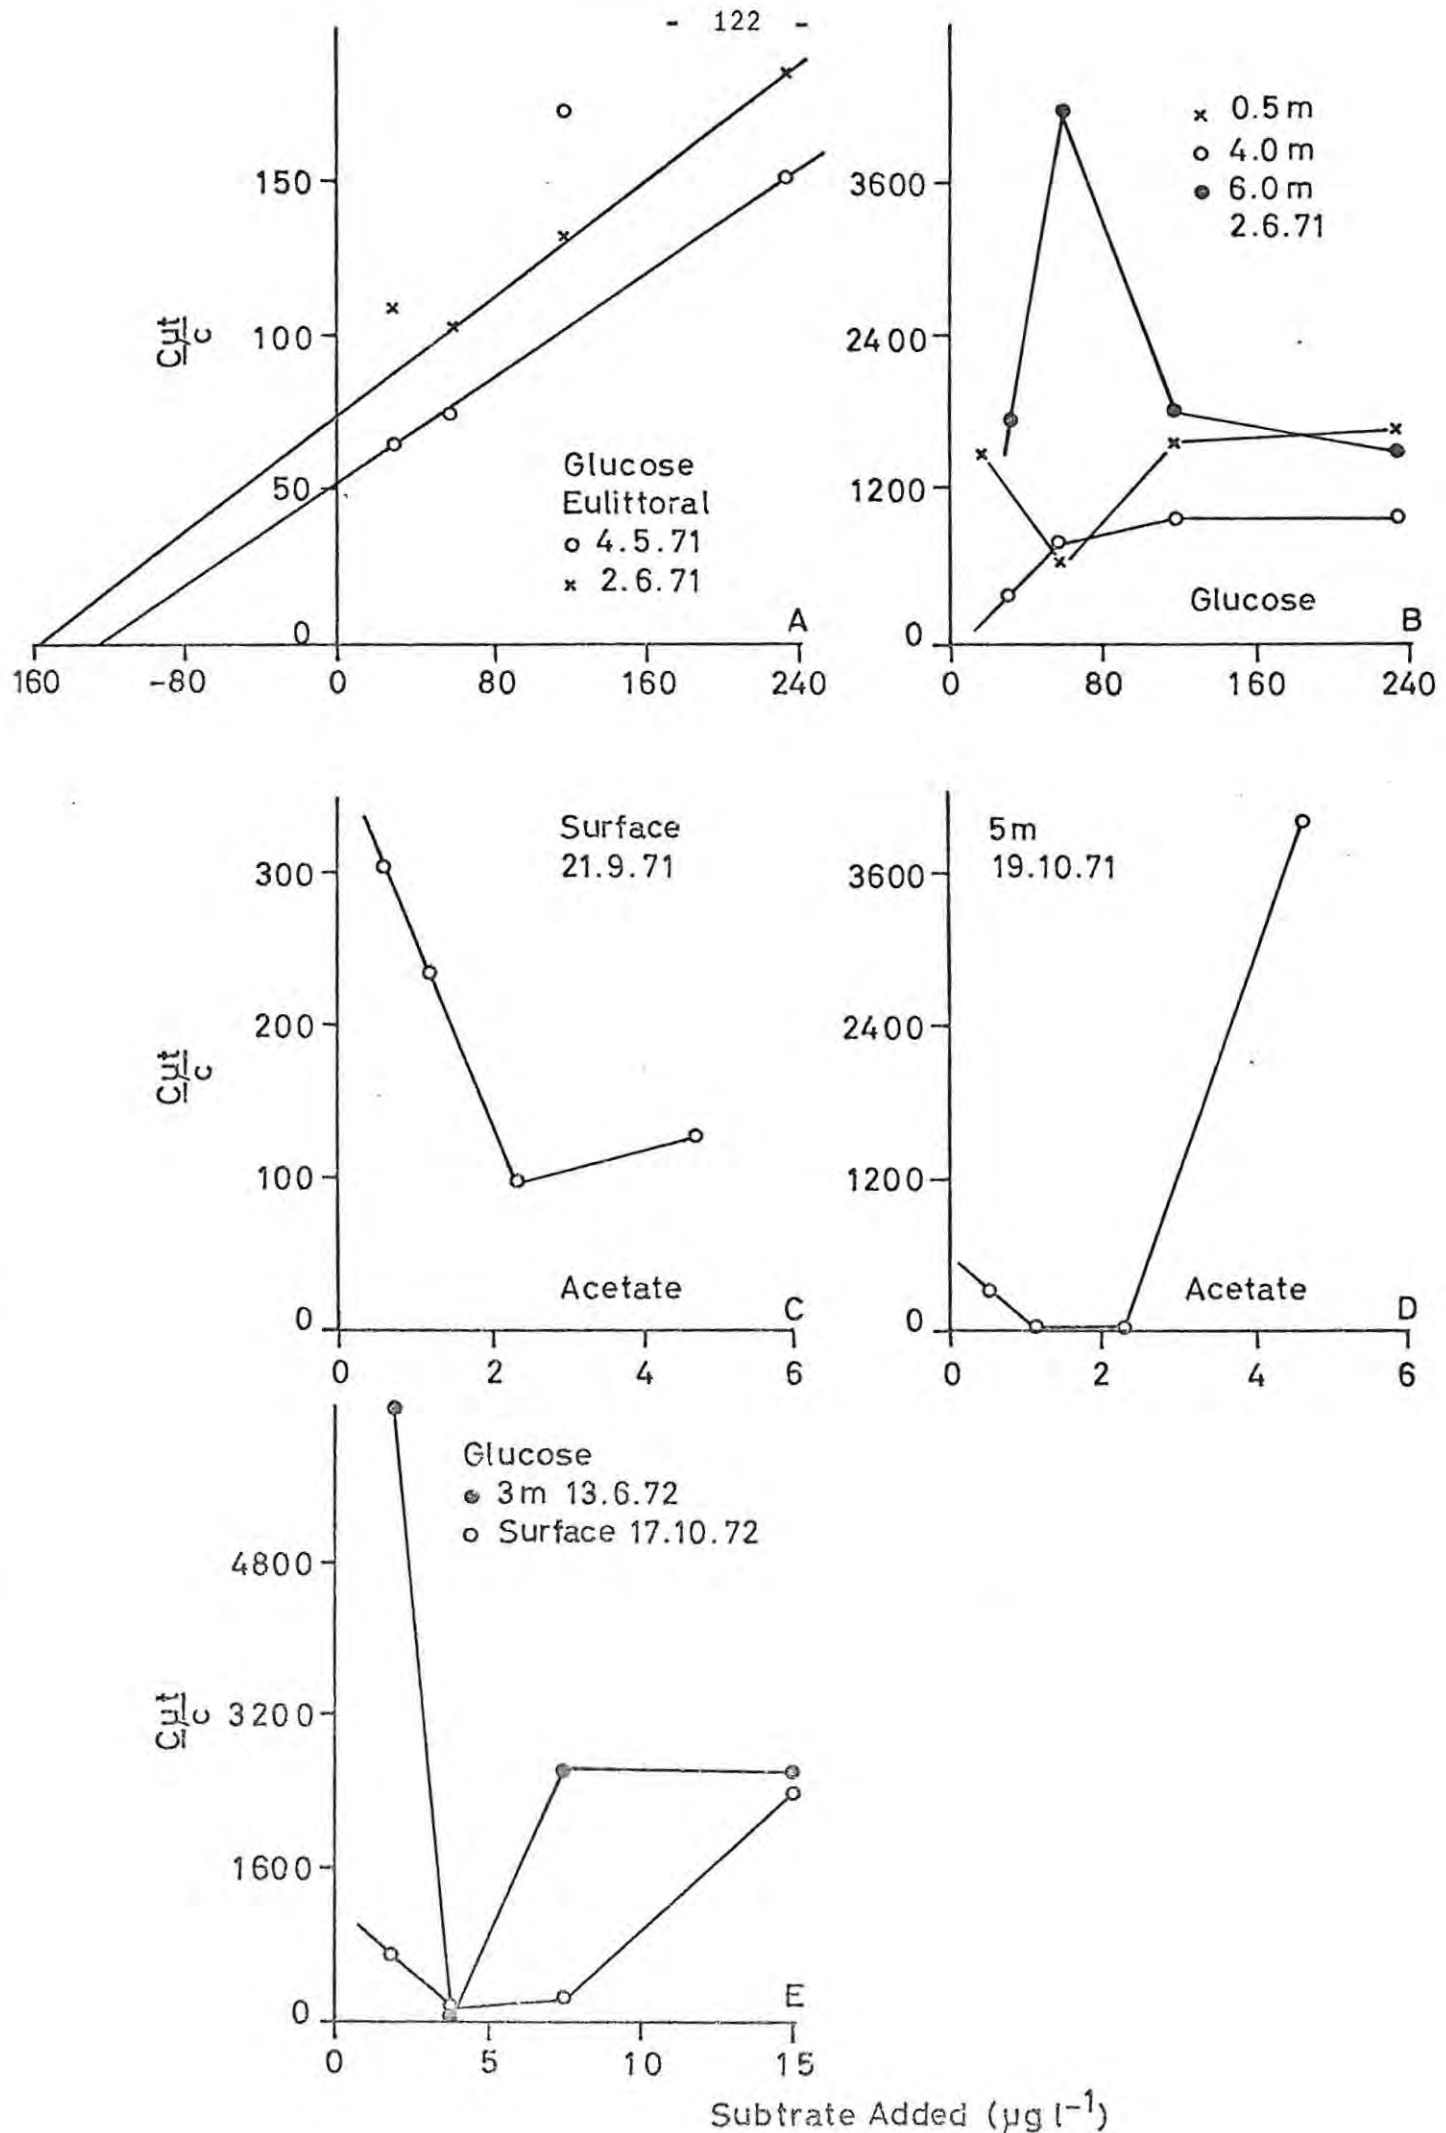 - 122 -
150
100
50
0
Cμt
c
Glucose
Eulittoral
o 4.5.71
x 2.6.71
A
160 -80 0 80 160 240
x 0.5 m
o 4.0 m
● 6.0 m
2.6.71
3600
2400
1200
0
Glucose
B
0 80 160 240
Surface
21.9.71
300
200
100
0
Cμt
c
Acetate
C
0 2 4 6
5m
19.10.71
3600
2400
1200
0
Acetate
D
0 2 4 6
Glucose
● 3m 13.6.72
o Surface 17.10.72
4800
3200
1600
0
Cμt
c
E
0 5 10 15
Subtrate Added (μg l⁻¹)